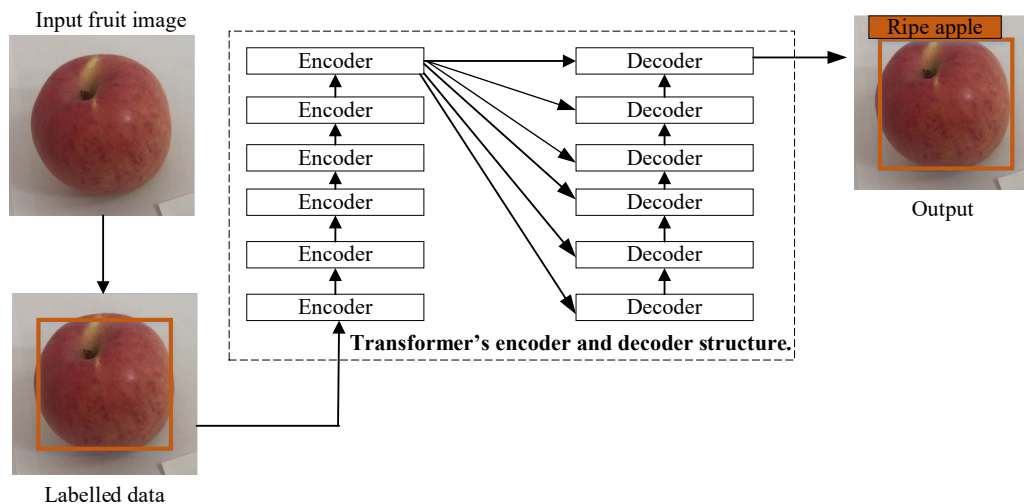 Input fruit image
Ripe apple
Encoder
Decoder
Encoder
Decoder
Encoder
Decoder
Encoder
Decoder
Output
Encoder
Decoder
Encoder
Decoder
Transformer's encoder and decoder structure.
Labelled data